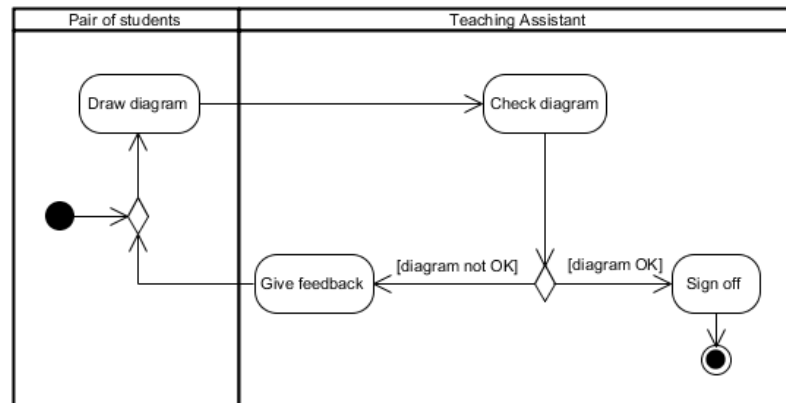 Pair of students
Teaching Assistant
Draw diagram
Check diagram
[diagram not OK]
[diagram OK]
Give feedback
Sign off